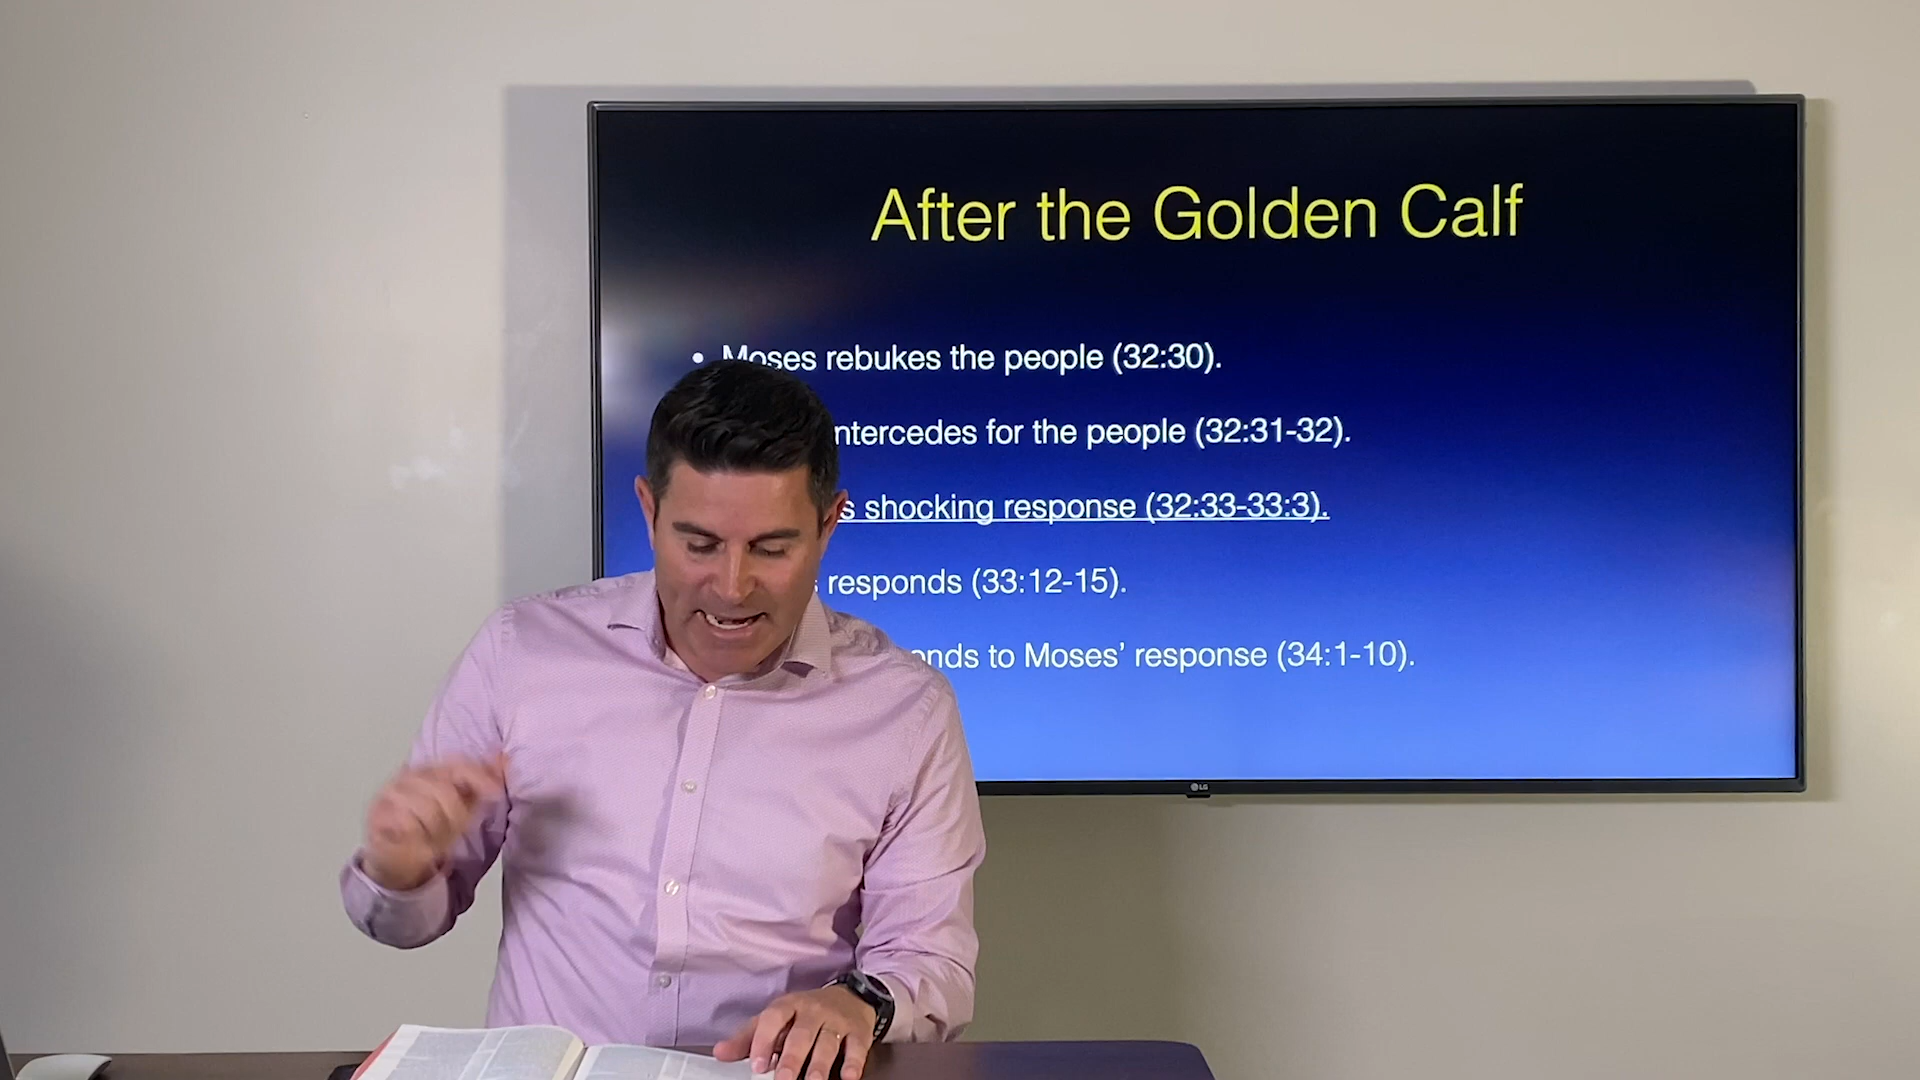 After the Golden Calf
• Moses rebukes the people (32:30).
ntercedes for the people (32:31-32).
s shocking response (32:33-33:3).
s responds (33:12-15).
onds to Moses’ response (34:1-10).
LG